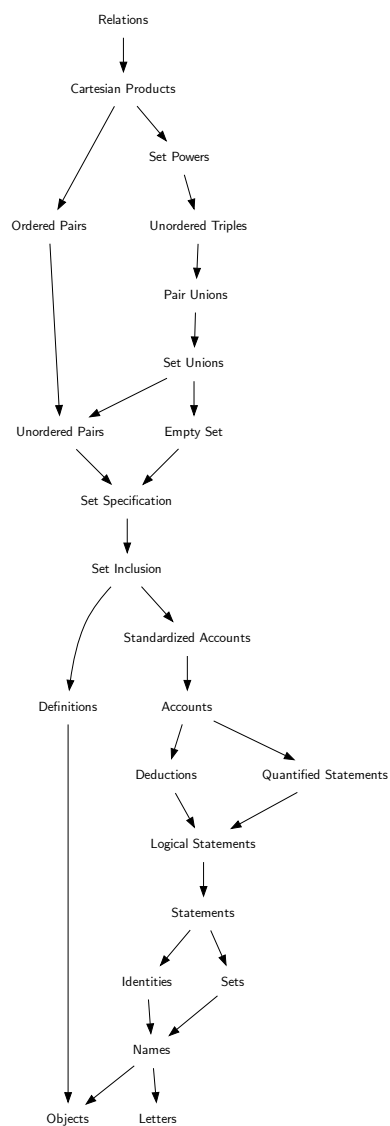 Relations
Cartesian Products
Set Powers
Ordered Pairs
Unordered Triples
Pair Unions
Set Unions
Unordered Pairs
Empty Set
Set Specification
Set Inclusion
Standardized Accounts
Definitions
Accounts
Deductions
Quantified Statements
Logical Statements
Statements
Identities
Sets
Names
Objects
Letters